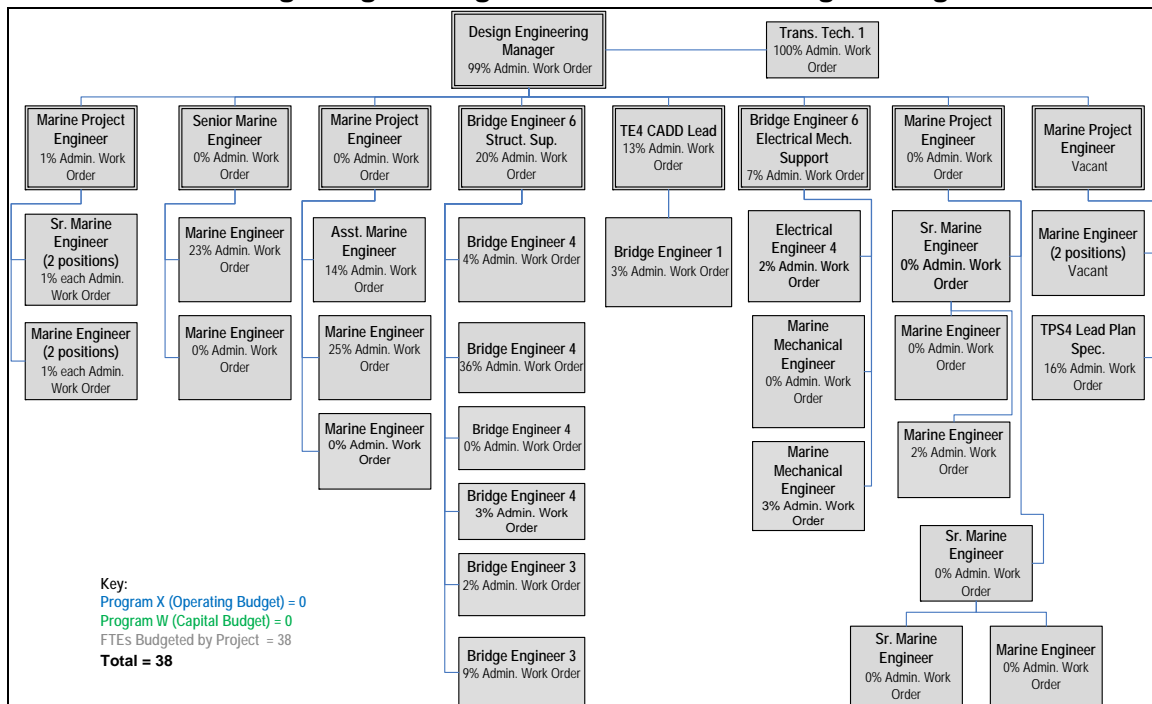 Design Engineering
Manager
99% Admin. Work Order
Trans. Tech. 1
100% Admin. Work
Order
Marine Project
Engineer
1% Admin. Work
Order
Senior Marine
Engineer
0% Admin. Work
Order
Marine Project
Engineer
0% Admin. Work
Order
Bridge Engineer 6
Struct. Sup.
20% Admin. Work
Order
TE4 CADD Lead
13% Admin. Work
Order
Bridge Engineer 6
Electrical Mech.
Support
7% Admin. Work Order
Marine Project
Engineer
0% Admin. Work
Order
Marine Project
Engineer
Vacant
Sr. Marine
Engineer
(2 positions)
1% each Admin.
Work Order
Marine Engineer
(2 positions)
1% each Admin.
Work Order
Marine Engineer
23% Admin. Work
Order
Marine Engineer
0% Admin. Work
Order
Asst. Marine
Engineer
14% Admin. Work
Order
Marine Engineer
25% Admin. Work
Order
Marine Engineer
0% Admin. Work
Order
Bridge Engineer 4
4% Admin. Work Order
Bridge Engineer 4
36% Admin. Work Order
Bridge Engineer 4
0% Admin. Work Order
Bridge Engineer 4
3% Admin. Work
Order
Bridge Engineer 3
2% Admin. Work Order
Bridge Engineer 3
9% Admin. Work Order
Bridge Engineer 1
3% Admin. Work Order
Electrical
Engineer 4
2% Admin. Work
Order
Marine
Mechanical
Engineer
0% Admin. Work
Order
Marine
Mechanical
Engineer
3% Admin. Work
Order
Sr. Marine
Engineer
0% Admin. Work
Order
Marine Engineer
0% Admin. Work
Order
Marine Engineer
2% Admin. Work
Order
Sr. Marine
Engineer
0% Admin. Work
Order
Sr. Marine
Engineer
0% Admin. Work
Order
Marine Engineer
0% Admin. Work
Order
Marine Engineer
(2 positions)
Vacant
TPS4 Lead Plan
Spec.
16% Admin. Work
Order
Key:
Program X (Operating Budget) = 0
Program W (Capital Budget) = 0
FTEs Budgeted by Project = 38
Total = 38